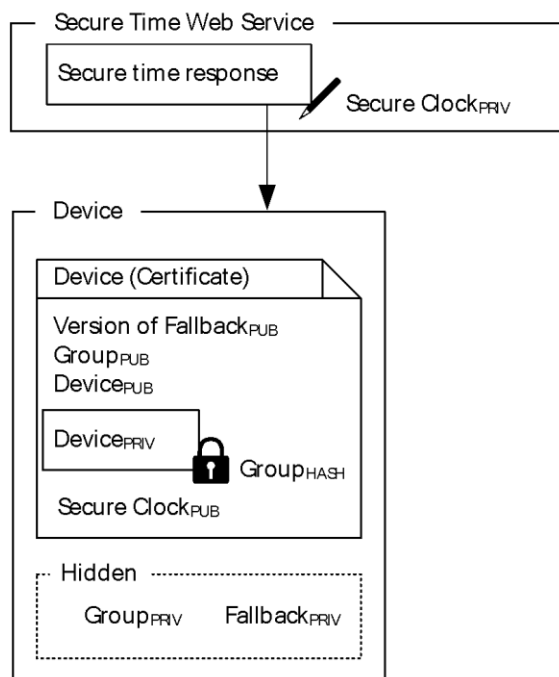 Secure Time Web Service
Secure time response
Secure ClockPRIV
Device
Device (Certificate)
Version of FallbackPUB
GroupPUB
DevicePUB
DevicePRIV
GroupHASH
Secure ClockPUB
Hidden
GroupPRIV FallbackPRIV